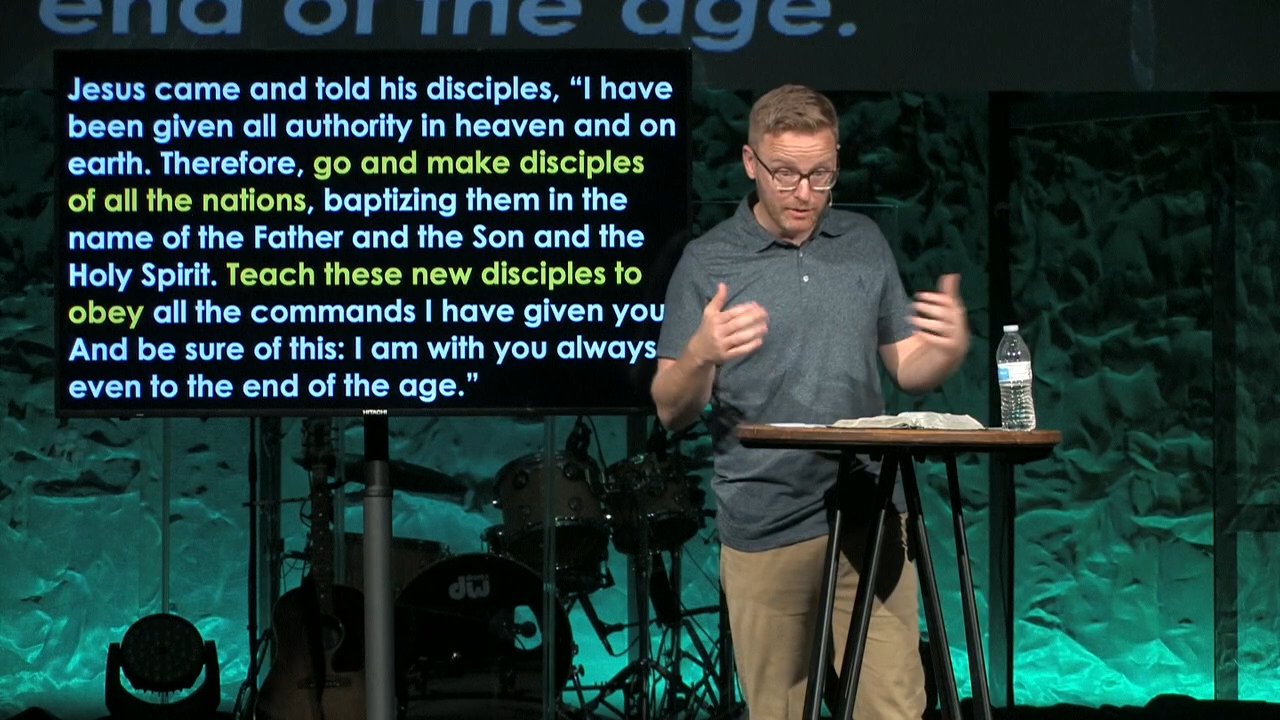 end of the age.
Jesus came and told his disciples, “I have
been given all authority in heaven and on
earth. Therefore, go and make disciples
of all the nations, baptizing them in the
name of the Father and the Son and the
Holy Spirit. Teach these new disciples to
obey all the commands I have given you
And be sure of this: I am with you always
even to the end of the age.”
HITACHI
dw